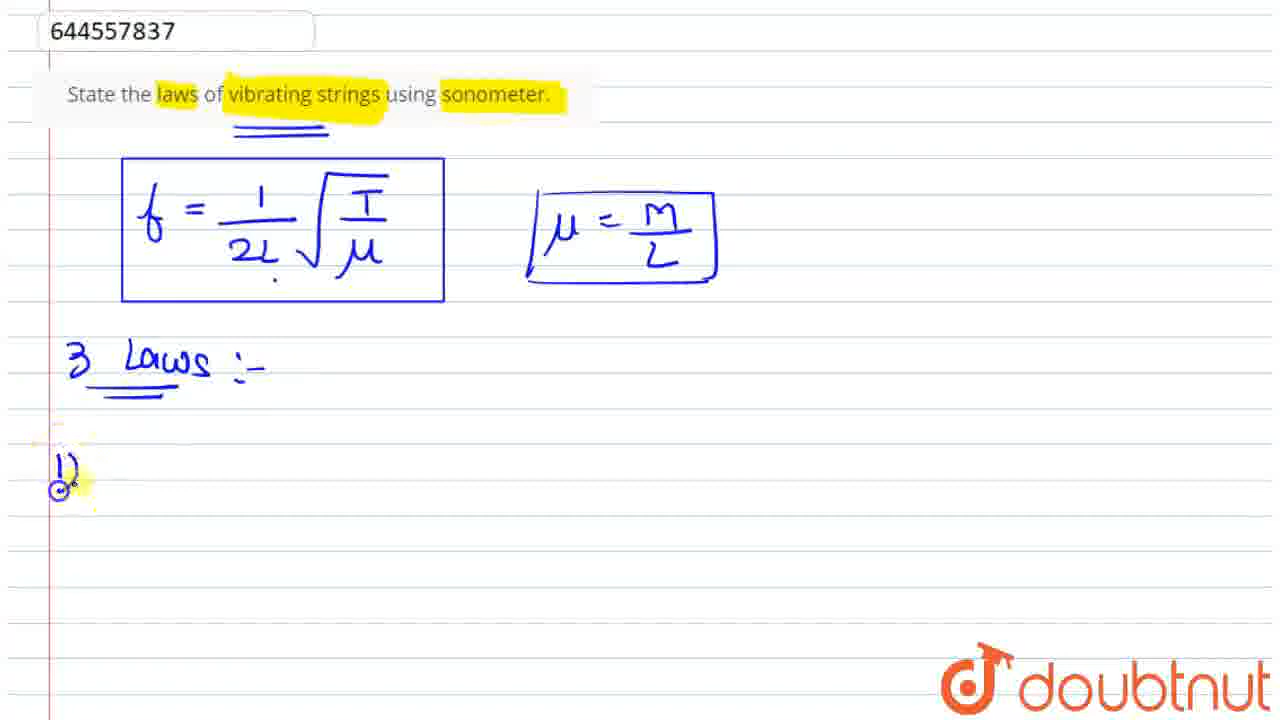 644557837
State the laws of vibrating strings using sonometer.
f = 1/2L √T/μ
μ = m/L
3 Laws :-
1)
doubtnut